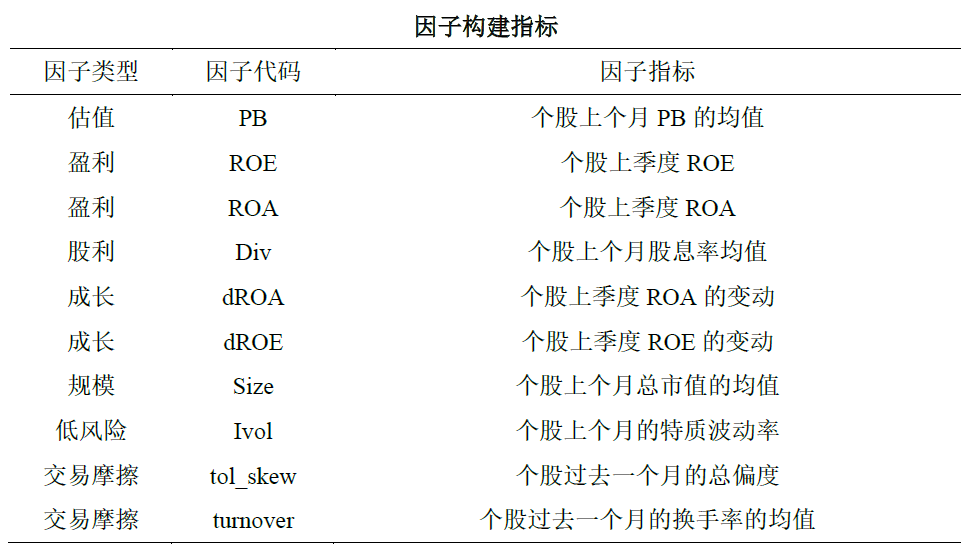 因子构建指标
因子类型 因子代码 因子指标
估值 PB 个股上个月 PB 的均值
盈利 ROE 个股上季度 ROE
盈利 ROA 个股上季度 ROA
股利 Div 个股上个月股息率均值
成长 dROA 个股上季度 ROA 的变动
成长 dROE 个股上季度 ROE 的变动
规模 Size 个股上个月总市值的均值
低风险 Ivol 个股上个月的特质波动率
交易摩擦 tol_skew 个股过去一个月的总偏度
交易摩擦 turnover 个股过去一个月的换手率的均值